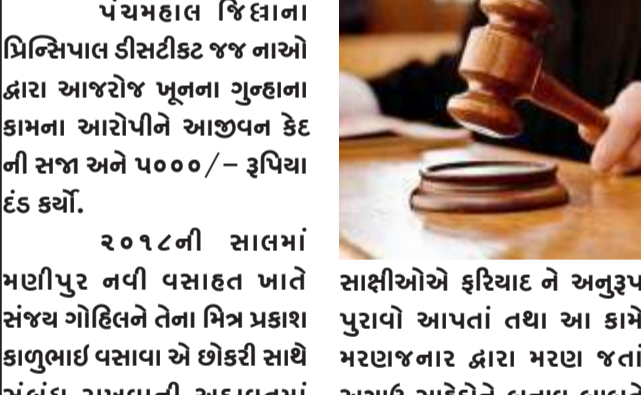 પંચમહાલ જિલ્લાના
પ્રિન્સિપાલ ડીસટીકટ જજ નાઓ
દ્વારા આજરોજ ખૂનના ગુન્હાના
કામના આરોપીને આજીવન કેદ
ની સજા અને ૫૦૦૦/– રૂપિયા
દંડ કર્યો.
૨૦૧૮ની સાલમાં
મણીપુર નવી વસાહત ખાતે
સંજય ગોહિલને તેના મિત્ર પ્રકાશ
કાળુભાઈ વસાવા એ છોકરી સાથે
સાક્ષીઓએ ફરિયાદ ને અનુરૂપ
પુરાવો આપતાં તથા આ કામે
મરણજનાર દ્વારા મરણ જતાં